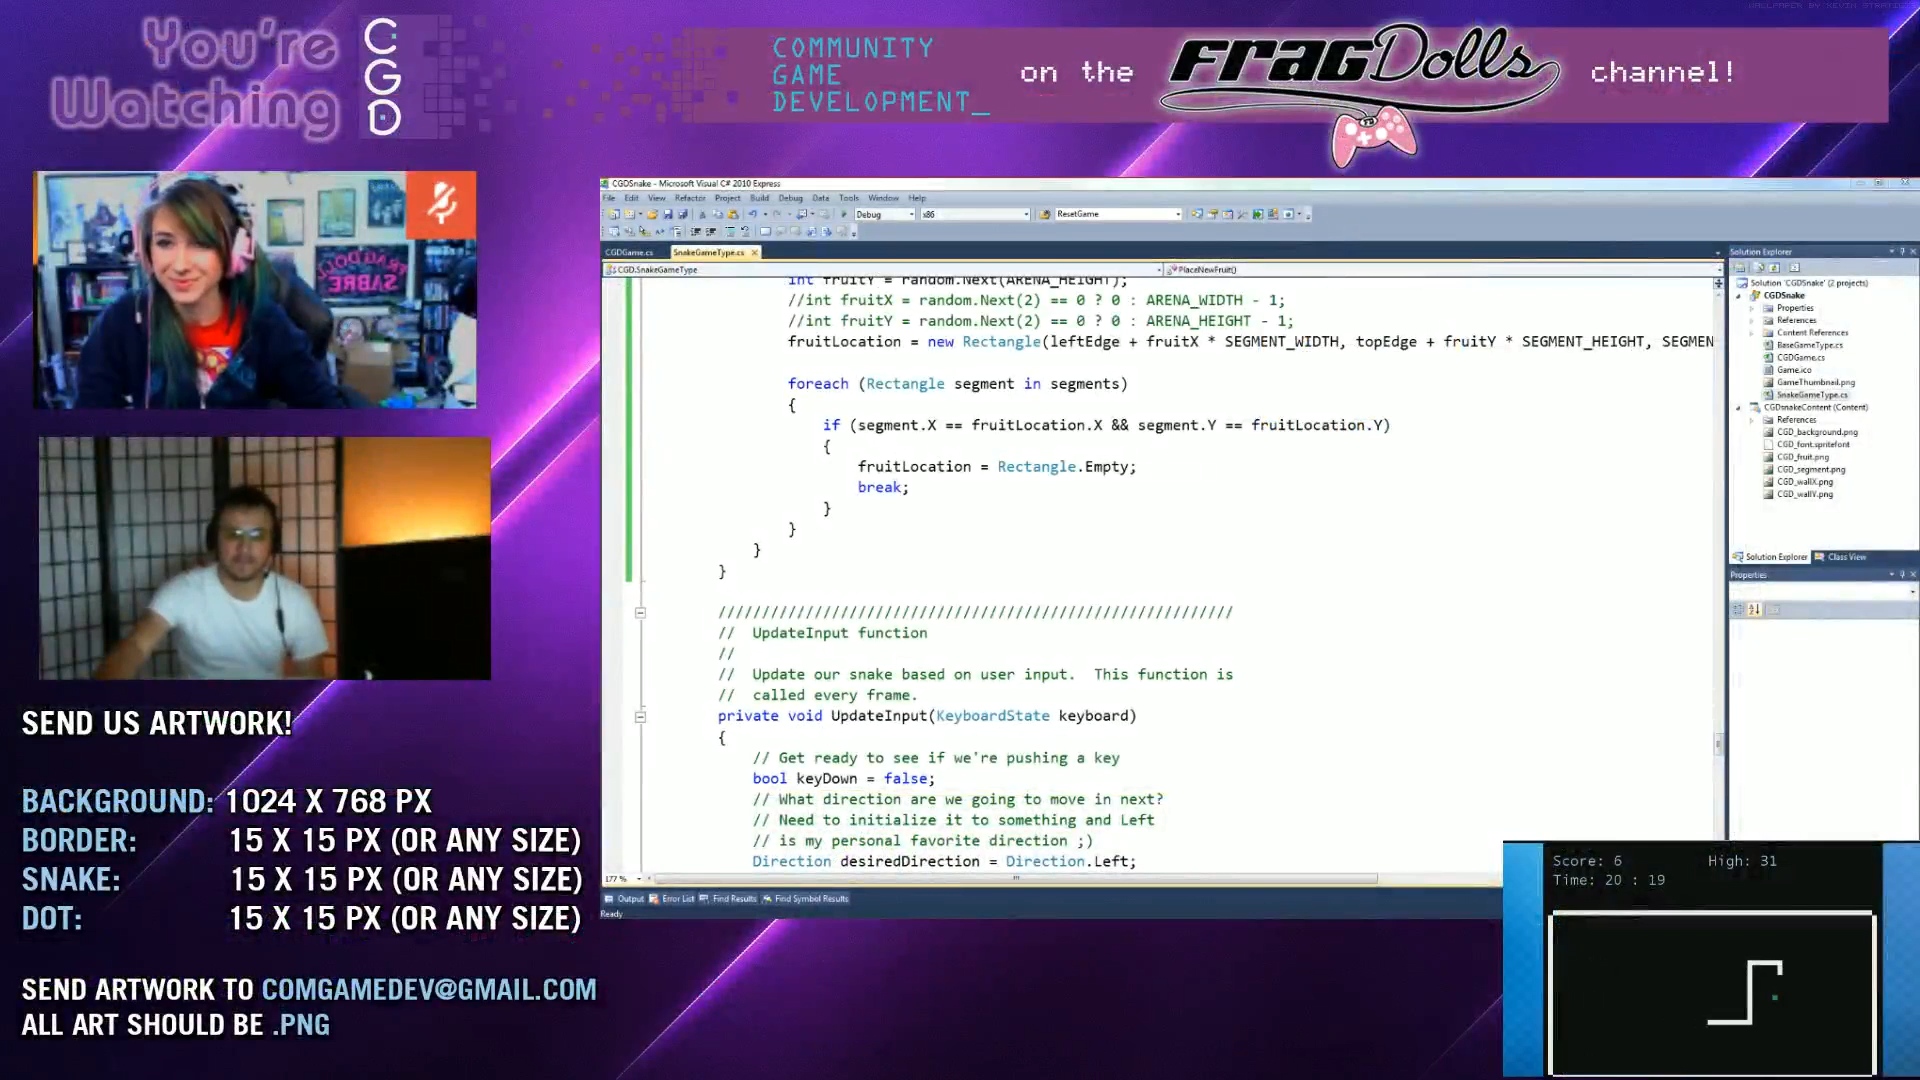 You're
Watching
CGD
COMMUNITY
GAME
DEVELOPMENT_
on the
FRAGDOLLS
channel!
FRAG DOLL
SABRE
CGDSnake - Microsoft Visual C# 2010 Express
File Edit View Refactor Project Build Debug Data Tools Window Help
Debug x86 ResetGame
CGDGame.cs SnakeGameType.cs
CGD.SnakeGameType PlaceNewFruit()
int fruitY = random.Next(ARENA_HEIGHT);
//int fruitX = random.Next(2) == 0 ? 0 : ARENA_WIDTH - 1;
//int fruitY = random.Next(2) == 0 ? 0 : ARENA_HEIGHT - 1;
fruitLocation = new Rectangle(leftEdge + fruitX * SEGMENT_WIDTH, topEdge + fruitY * SEGMENT_HEIGHT, SEGMEN
foreach (Rectangle segment in segments)
{
if (segment.X == fruitLocation.X && segment.Y == fruitLocation.Y)
{
fruitLocation = Rectangle.Empty;
break;
}
}
}
}
///////////////////////////////////////////////////////////
// UpdateInput function
//
// Update our snake based on user input. This function is
// called every frame.
private void UpdateInput(KeyboardState keyboard)
{
// Get ready to see if we're pushing a key
bool keyDown = false;
// What direction are we going to move in next?
// Need to initialize it to something and Left
// is my personal favorite direction ;)
Direction desiredDirection = Direction.Left;
177 %
Output Error List Find Results Find Symbol Results
Ready
Solution Explorer
Solution 'CGDSnake' (2 projects)
CGDSnake
Properties
References
Content References
BaseGameType.cs
CGDGame.cs
Game.ico
GameThumbnail.png
SnakeGameType.cs
CGDsnakeContent (Content)
References
CGD_background.png
CGD_font.spritefont
CGD_fruit.png
CGD_segment.png
CGD_wallX.png
CGD_wallY.png
Solution Explorer Class View
Properties
Score: 6 High: 31
Time: 20 : 19
SEND US ARTWORK!
BACKGROUND: 1024 X 768 PX
BORDER: 15 X 15 PX (OR ANY SIZE)
SNAKE: 15 X 15 PX (OR ANY SIZE)
DOT: 15 X 15 PX (OR ANY SIZE)
SEND ARTWORK TO COMGAMEDEV@GMAIL.COM
ALL ART SHOULD BE .PNG